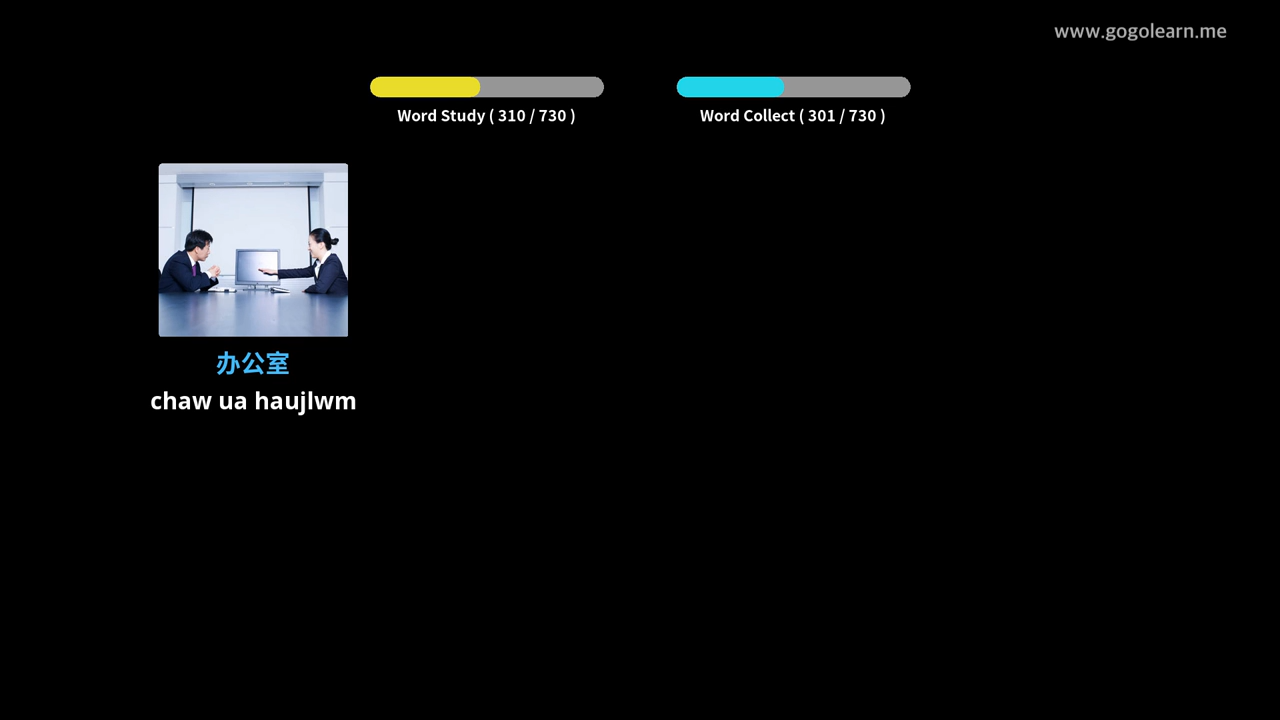 www.gogolearn.me
Word Study ( 310 / 730 )
Word Collect ( 301 / 730 )
办公室
chaw ua haujlwm